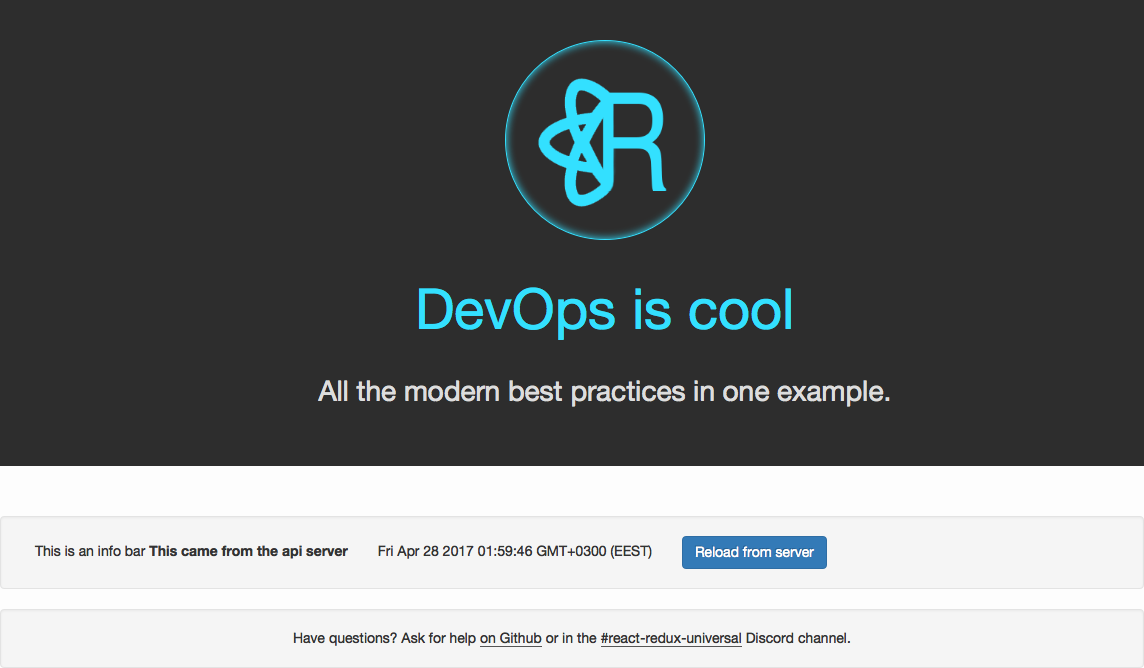 R
DevOps is cool
All the modern best practices in one example.
This is an info bar This came from the api server Fri Apr 28 2017 01:59:46 GMT+0300 (EEST) Reload from server
Have questions? Ask for help on Github or in the #react-redux-universal Discord channel.